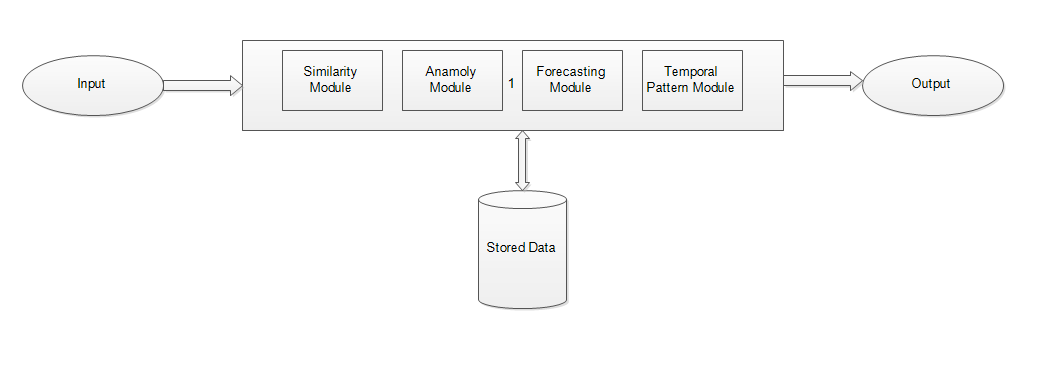 Input
Similarity
Module
Anamoly
Module
1
Forecasting
Module
Temporal
Pattern Module
Output
Stored Data